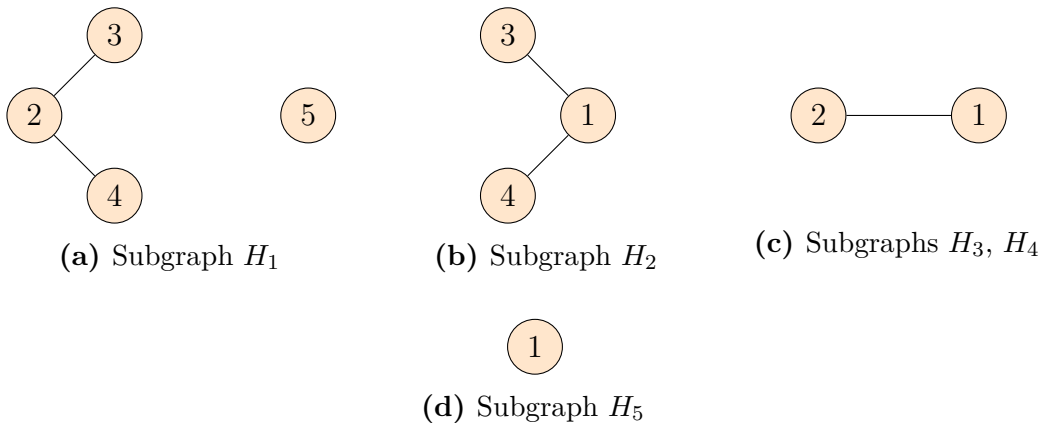 3
2
5
4
(a) Subgraph H₁
3
1
4
(b) Subgraph H₂
2 1
(c) Subgraphs H₃, H₄
1
(d) Subgraph H₅